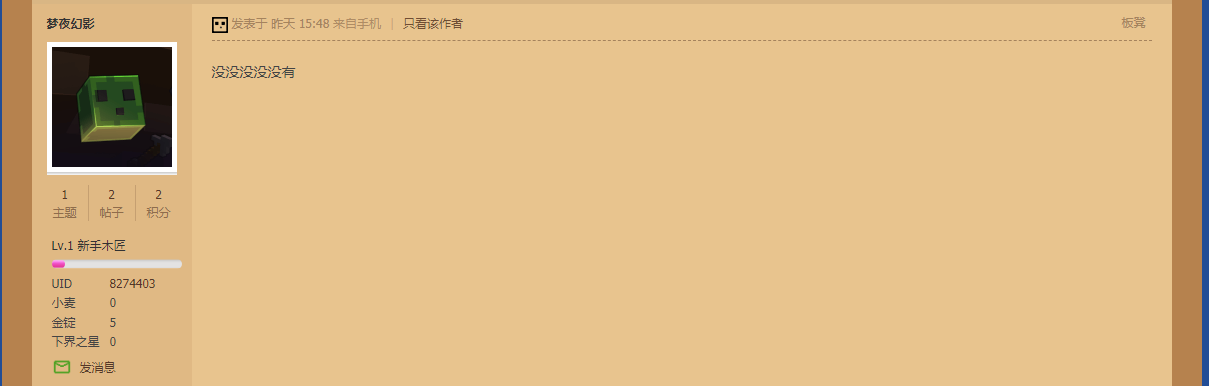 梦夜幻影
发表于 昨天 15:48 来自手机 | 只看该作者
板凳
没没没没没有
1 2 2
主题 帖子 积分
Lv.1 新手木匠
UID 8274403
小麦 0
金锭 5
下界之星 0
发消息